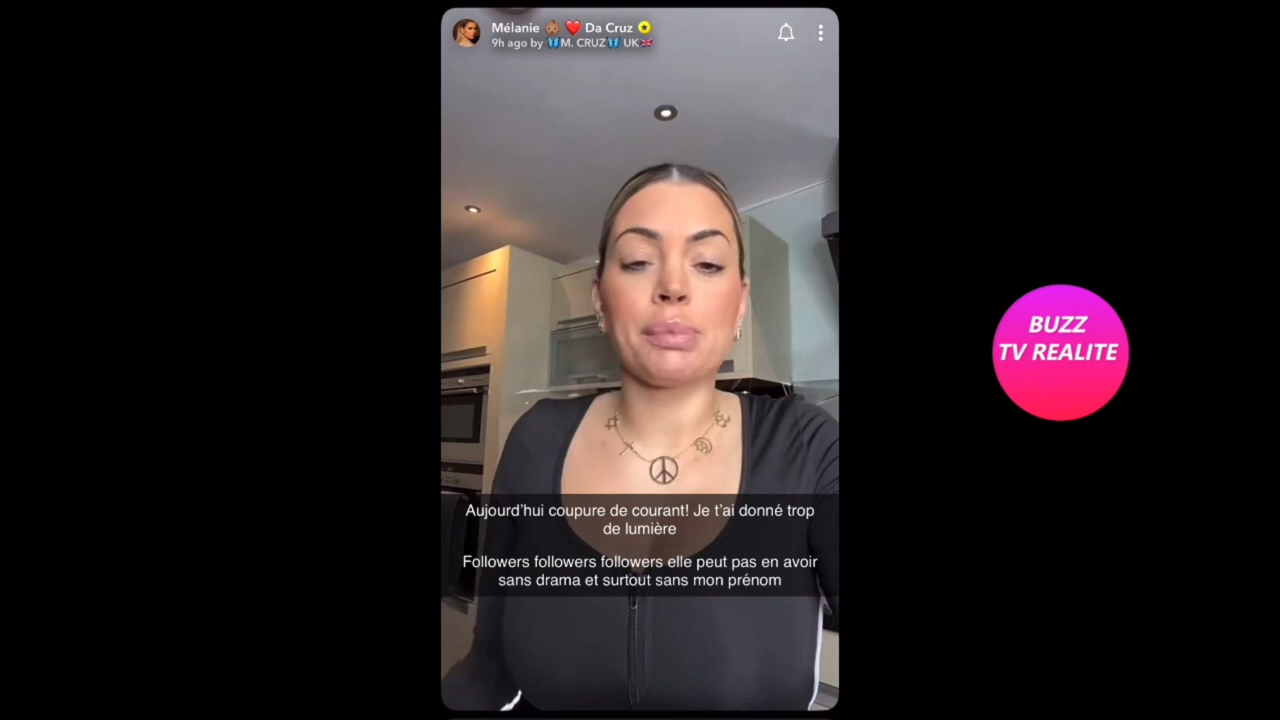 Mélanie 👶🏽 ❤️ Da Cruz
9h ago by 🦋M. CRUZ🦋 UK🇬🇧
Aujourd'hui coupure de courant! Je t'ai donné trop
de lumière
Followers followers followers elle peut pas en avoir
sans drama et surtout sans mon prénom
BUZZ
TV REALITE